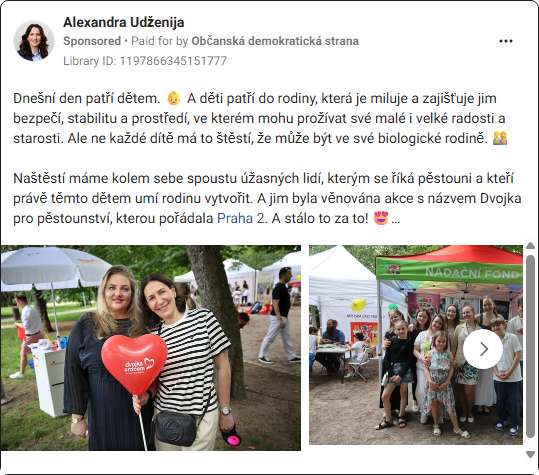 Alexandra Udženija
Sponsored • Paid for by Občanská demokratická strana
Library ID: 1197866345151777
Dnešní den patří dětem. 👶 A děti patří do rodiny, která je miluje a zajišťuje jim
bezpečí, stabilitu a prostředí, ve kterém mohu prožívat své malé i velké radosti a
starosti. Ale ne každé dítě má to štěstí, že může být ve své biologické rodině. 👫
Naštěstí máme kolem sebe spoustu úžasných lidí, kterým se říká pěstouni a kteří
právě těmto dětem umí rodinu vytvořit. A jim byla věnována akce s názvem Dvojka
pro pěstounství, kterou pořádala Praha 2. A stálo to za to! 😍...
dvojka
srdcem
NADAČNÍ FOND